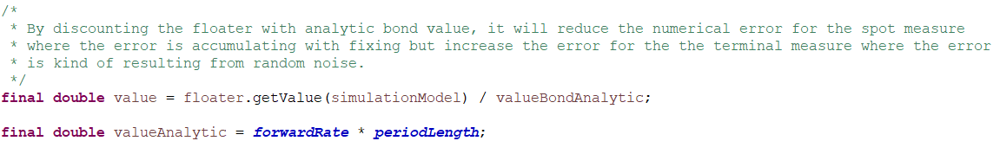 /*
 * By discounting the floater with analytic bond value, it will reduce the numerical error for the spot measure
 * where the error is accumulating with fixing but increase the error for the the terminal measure where the error
 * is kind of resulting from random noise.
 */
final double value = floater.getValue(simulationModel) / valueBondAnalytic;
final double valueAnalytic = forwardRate * periodLength;